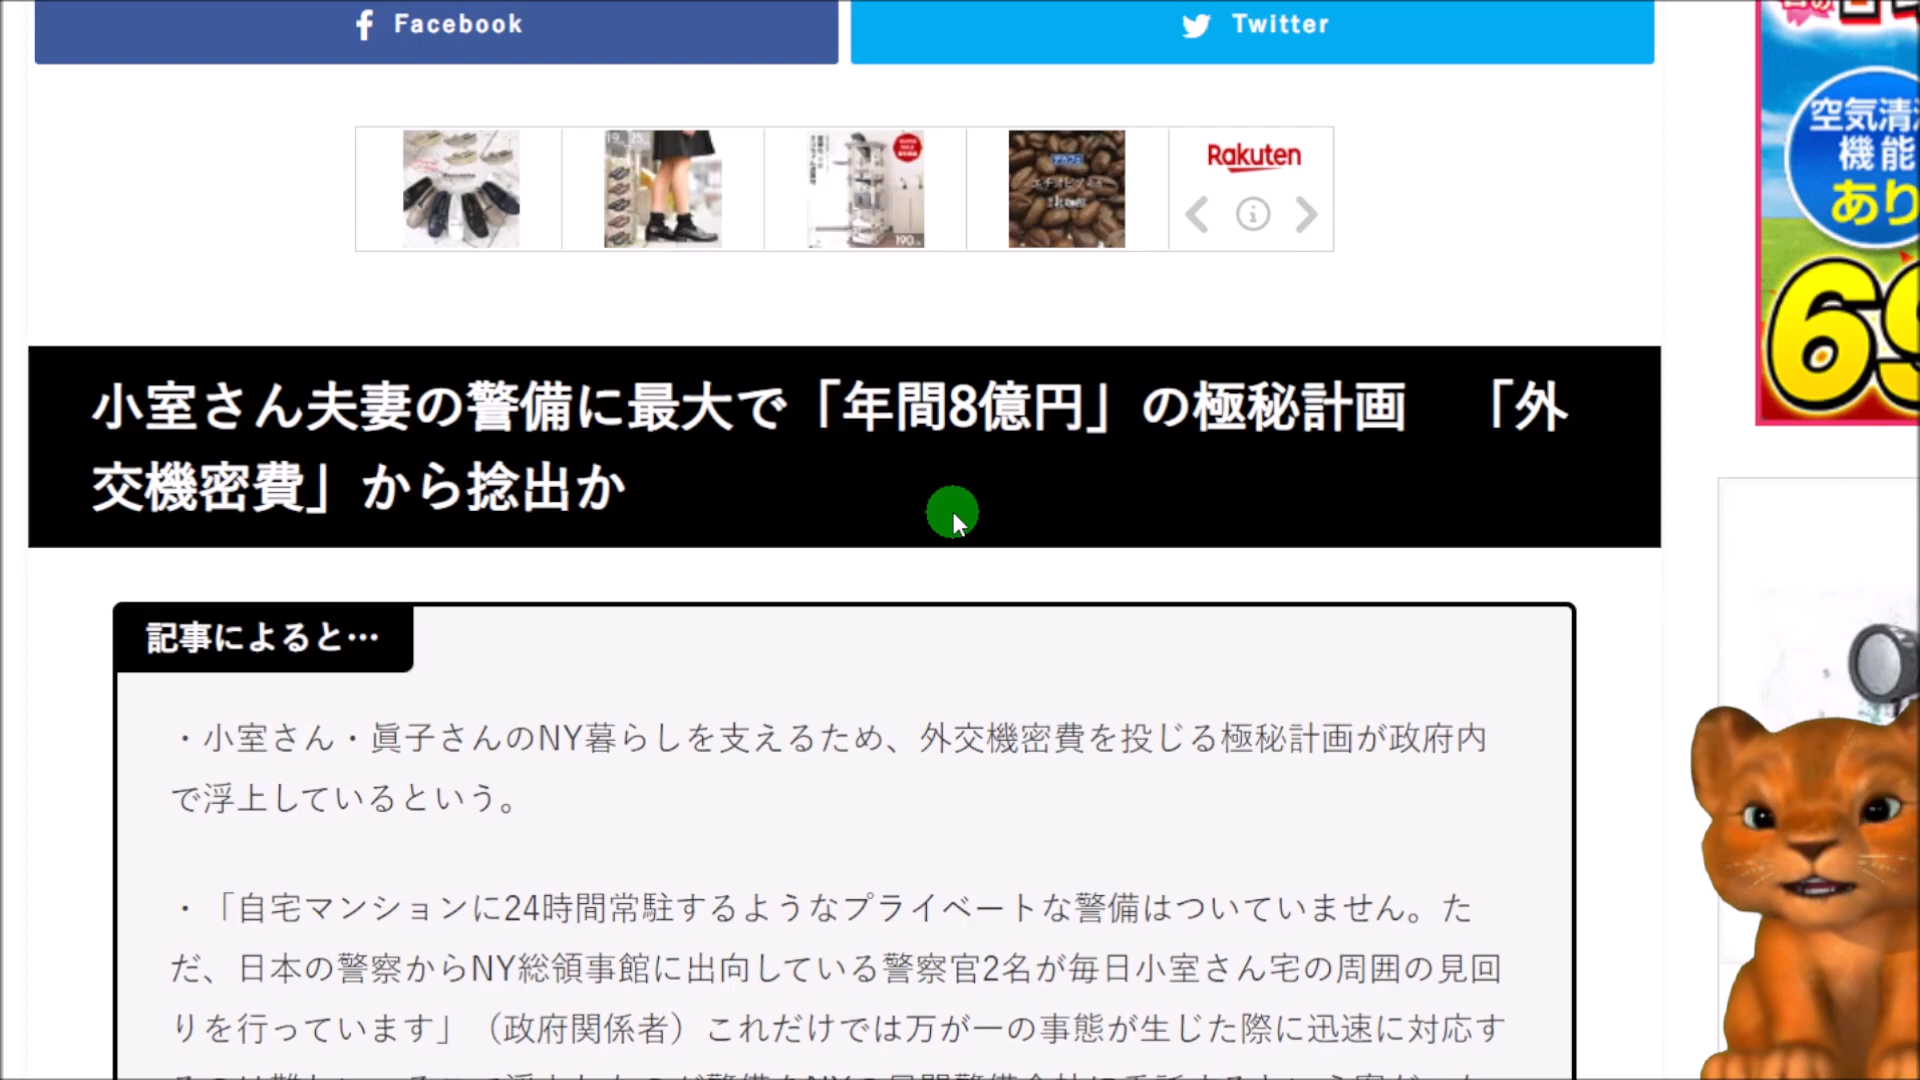 Facebook
Twitter
19
25
190
Rakuten
空気清
機能
あり
69
小室さん夫妻の警備に最大で「年間8億円」の極秘計画　「外
交機密費」から捻出か
記事によると…
・小室さん・眞子さんのNY暮らしを支えるため、外交機密費を投じる極秘計画が政府内
で浮上しているという。
・「自宅マンションに24時間常駐するようなプライベートな警備はついていません。た
だ、日本の警察からNY総領事館に出向している警察官2名が毎日小室さん宅の周囲の見回
りを行っています」（政府関係者）これだけでは万が一の事態が生じた際に迅速に対応す